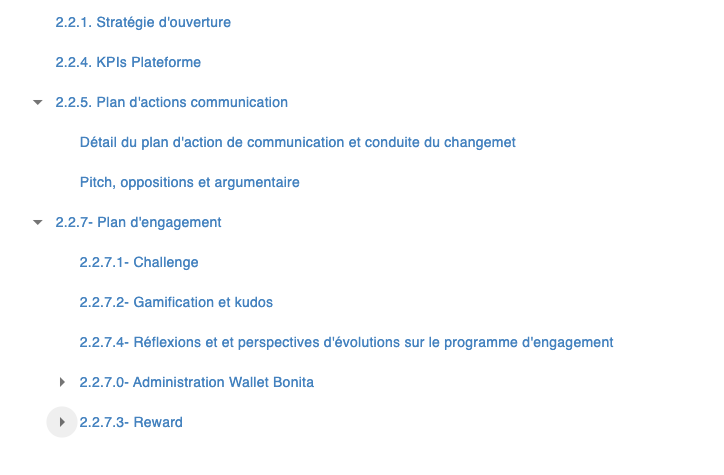 2.2.1. Stratégie d'ouverture
2.2.4. KPIs Plateforme
2.2.5. Plan d'actions communication
Détail du plan d'action de communication et conduite du changemet
Pitch, oppositions et argumentaire
2.2.7- Plan d'engagement
2.2.7.1- Challenge
2.2.7.2- Gamification et kudos
2.2.7.4- Réflexions et et perspectives d'évolutions sur le programme d'engagement
2.2.7.0- Administration Wallet Bonita
2.2.7.3- Reward